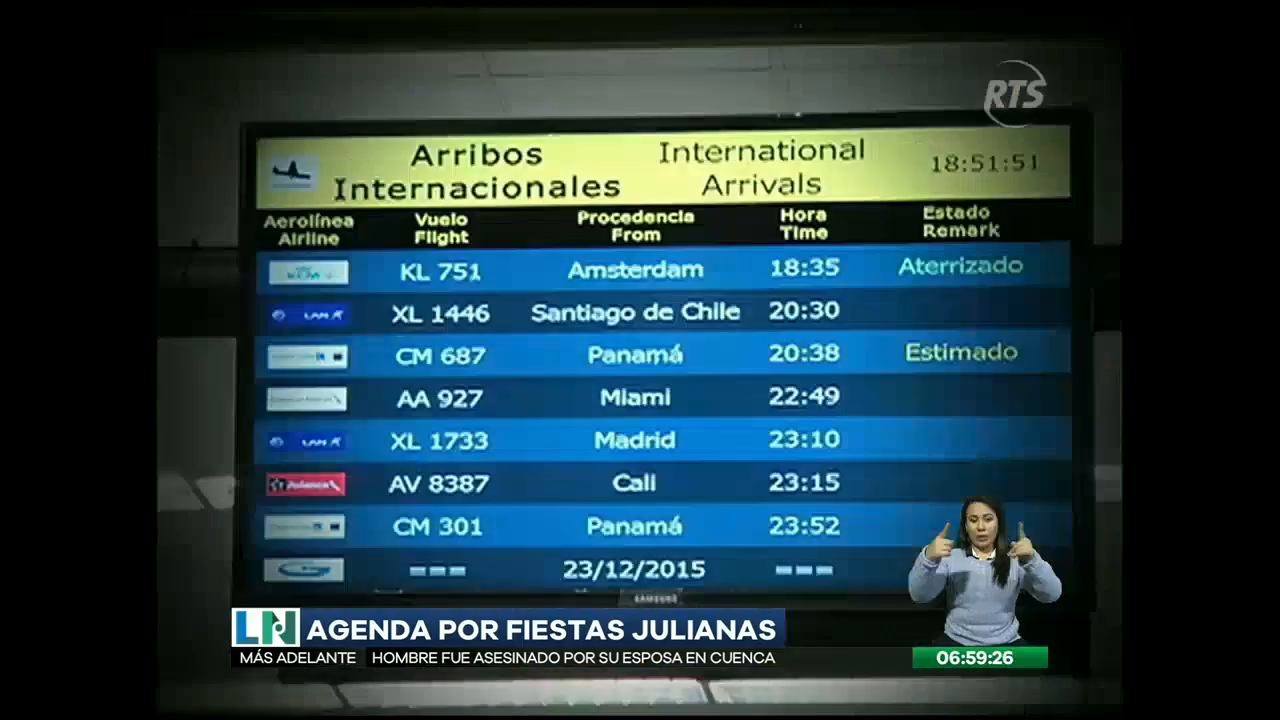 RTS
Arribos
Internacionales
International
Arrivals
18:51:51
Aerolínea
Airline
Vuelo
Flight
Procedencia
From
Hora
Time
Estado
Remark
KL 751 Amsterdam 18:35 Aterrizado
LAN XL 1446 Santiago de Chile 20:30
CM 687 Panamá 20:38 Estimado
AA 927 Miami 22:49
LAN XL 1733 Madrid 23:10
AV 8387 Cali 23:15
CM 301 Panamá 23:52
--- 23/12/2015 ---
SAMSUNG
LN AGENDA POR FIESTAS JULIANAS
MÁS ADELANTE HOMBRE FUE ASESINADO POR SU ESPOSA EN CUENCA
06:59:26